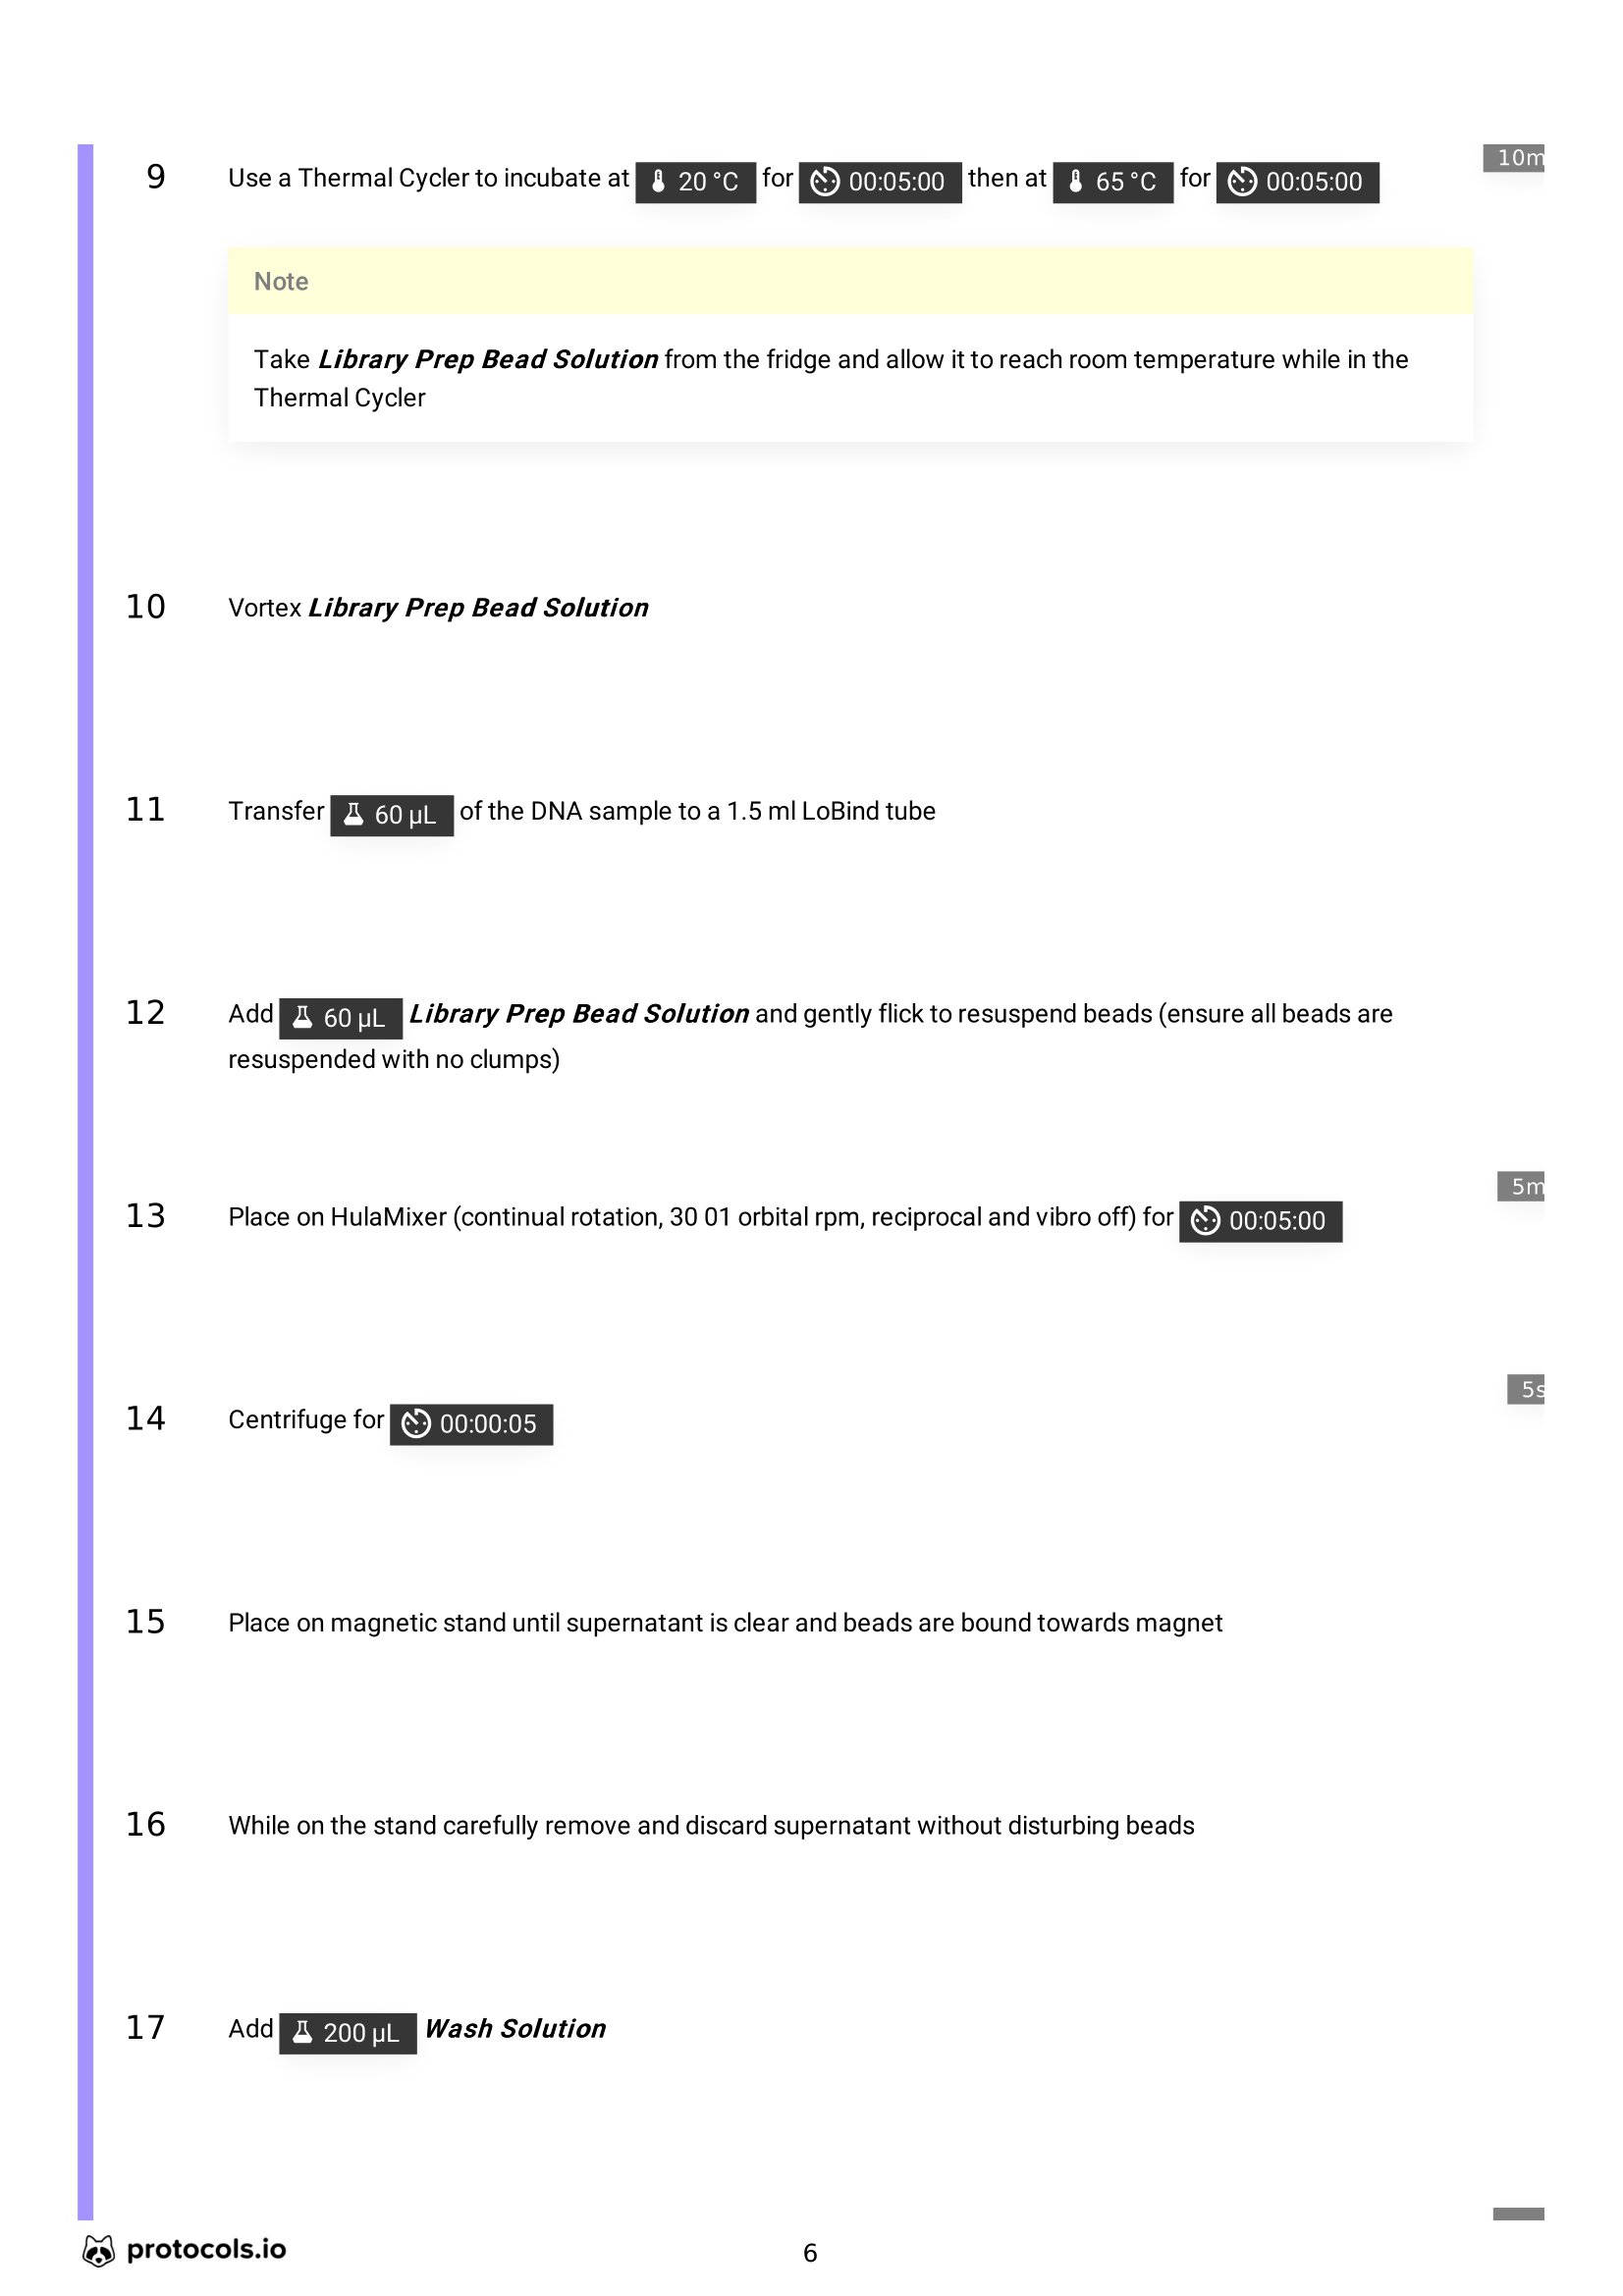 10m
9 Use a Thermal Cycler to incubate at 20 °C for 00:05:00 then at 65 °C for 00:05:00
Note
Take Library Prep Bead Solution from the fridge and allow it to reach room temperature while in the
Thermal Cycler
10 Vortex Library Prep Bead Solution
11 Transfer 60 µL of the DNA sample to a 1.5 ml LoBind tube
12 Add 60 µL Library Prep Bead Solution and gently flick to resuspend beads (ensure all beads are
resuspended with no clumps)
5m
13 Place on HulaMixer (continual rotation, 30 01 orbital rpm, reciprocal and vibro off) for 00:05:00
5s
14 Centrifuge for 00:00:05
15 Place on magnetic stand until supernatant is clear and beads are bound towards magnet
16 While on the stand carefully remove and discard supernatant without disturbing beads
17 Add 200 µL Wash Solution
protocols.io
6